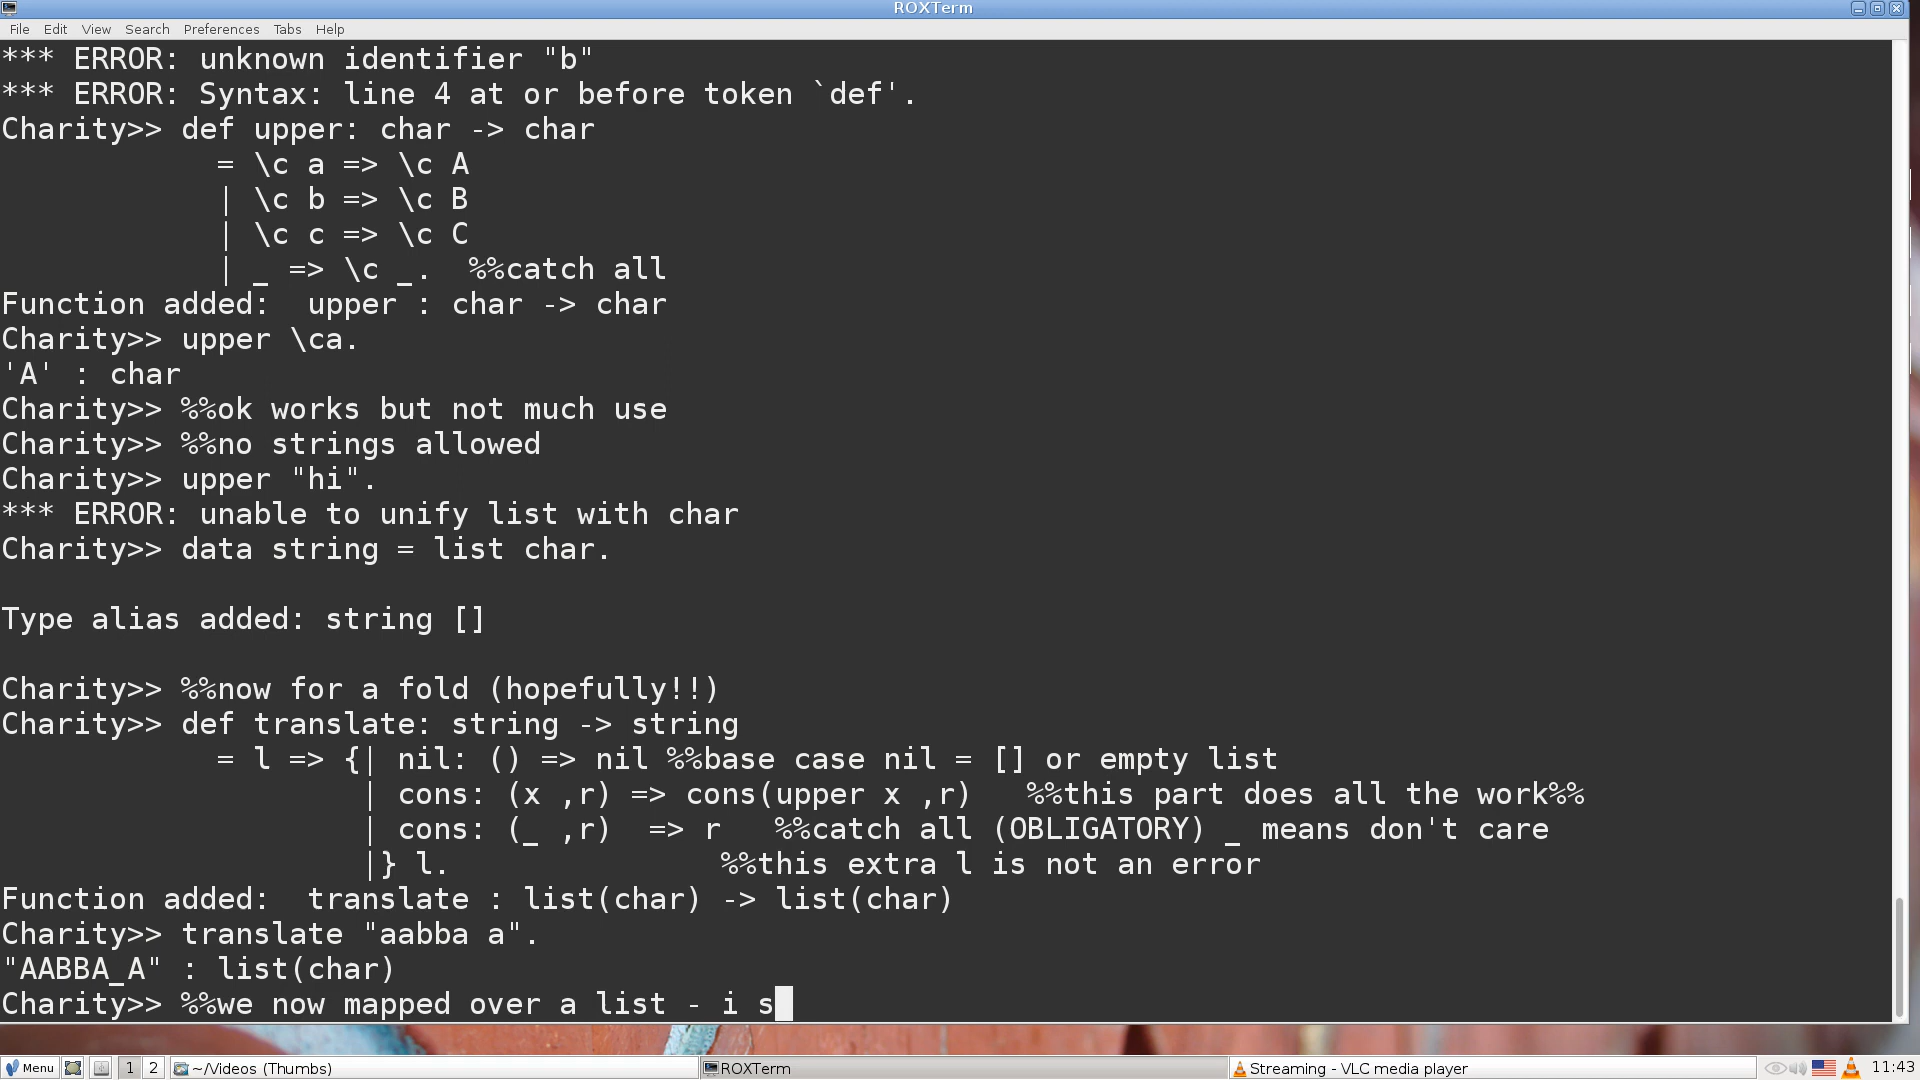 ROXTerm
File Edit View Search Preferences Tabs Help
*** ERROR: unknown identifier "b"
*** ERROR: Syntax: line 4 at or before token `def'.
Charity>> def upper: char -> char
            = \c a => \c A
            | \c b => \c B
            | \c c => \c C
            | _ => \c _.  %%catch all
Function added:  upper : char -> char
Charity>> upper \ca.
'A' : char
Charity>> %%ok works but not much use
Charity>> %%no strings allowed
Charity>> upper "hi".
*** ERROR: unable to unify list with char
Charity>> data string = list char.
Type alias added: string []
Charity>> %%now for a fold (hopefully!!)
Charity>> def translate: string -> string
            = l => {| nil: () => nil %%base case nil = [] or empty list
                    | cons: (x ,r) => cons(upper x ,r)   %%this part does all the work%%
                    | cons: (_ ,r)  => r   %%catch all (OBLIGATORY) _ means don't care
                    |} l.               %%this extra l is not an error
Function added:  translate : list(char) -> list(char)
Charity>> translate "aabba a".
"AABBA_A" : list(char)
Charity>> %%we now mapped over a list - i s
Menu 1 2 ~/Videos (Thumbs) ROXTerm Streaming - VLC media player 11:43